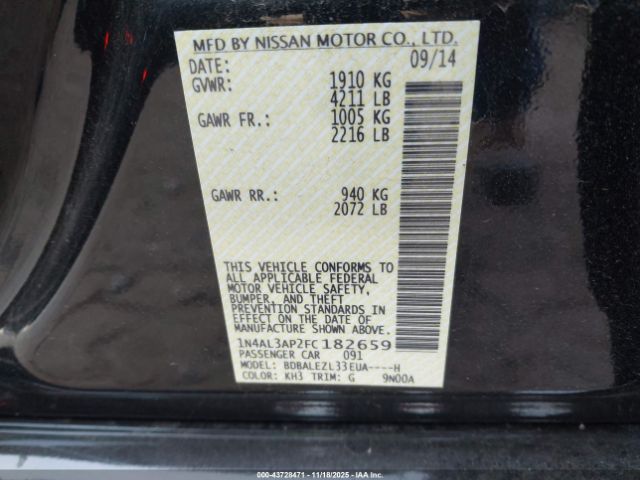 MFD BY NISSAN MOTOR CO., LTD.
DATE: 09/14
GVWR: 1910 KG
4211 LB
GAWR FR.: 1005 KG
2216 LB
GAWR RR.: 940 KG
2072 LB
THIS VEHICLE CONFORMS TO
ALL APPLICABLE FEDERAL
MOTOR VEHICLE SAFETY,
BUMPER, AND THEFT
PREVENTION STANDARDS IN
EFFECT ON THE DATE OF
MANUFACTURE SHOWN ABOVE.
1N4AL3AP2FC182659
PASSENGER CAR 091
MODEL: BDBALEZL33EUA----H
COLOR: KH3 TRIM: G 9N00A
00-43728471 - 11/18/2025 - IAA